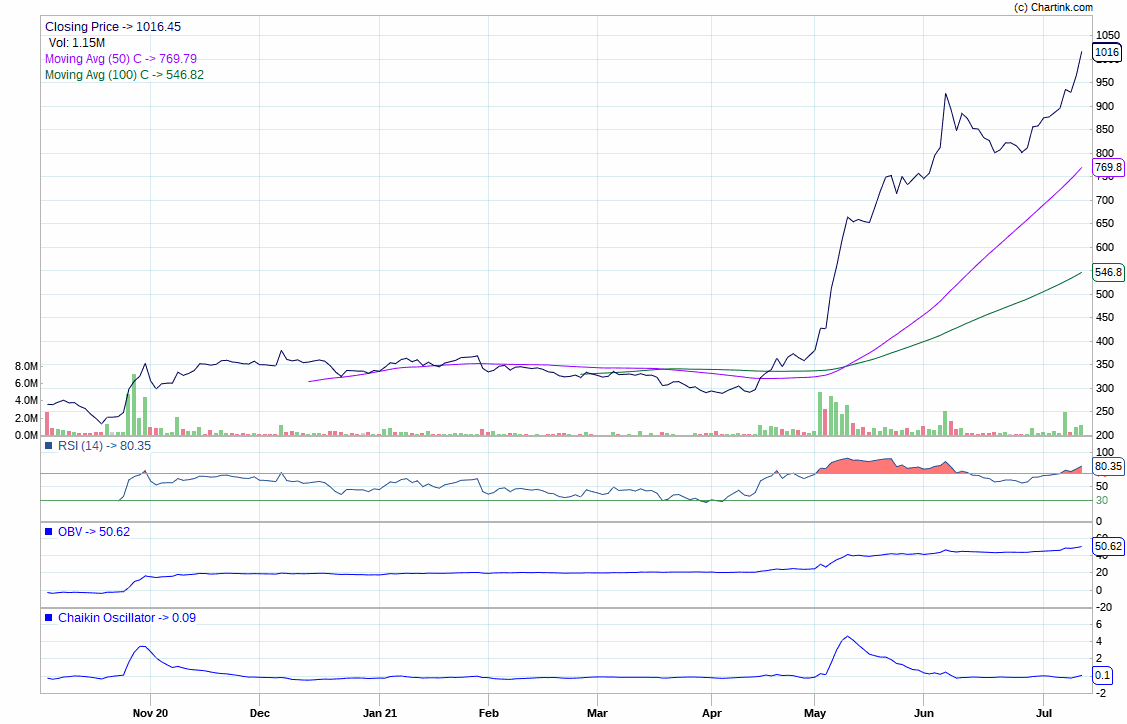 (c) Chartink.com
Closing Price -> 1016.45
Vol: 1.15M
Moving Avg (50) C -> 769.79
Moving Avg (100) C -> 546.82
1050
1016
950
900
850
800
769.8
750
700
650
600
546.8
500
450
400
350
300
250
200
8.0M
6.0M
4.0M
2.0M
0.0M
RSI (14) -> 80.35
100
80.35
50
30
0
OBV -> 50.62
60
50.62
40
20
0
-20
Chaikin Oscillator -> 0.09
6
4
2
0.1
-2
Nov 20 Dec Jan 21 Feb Mar Apr May Jun Jul